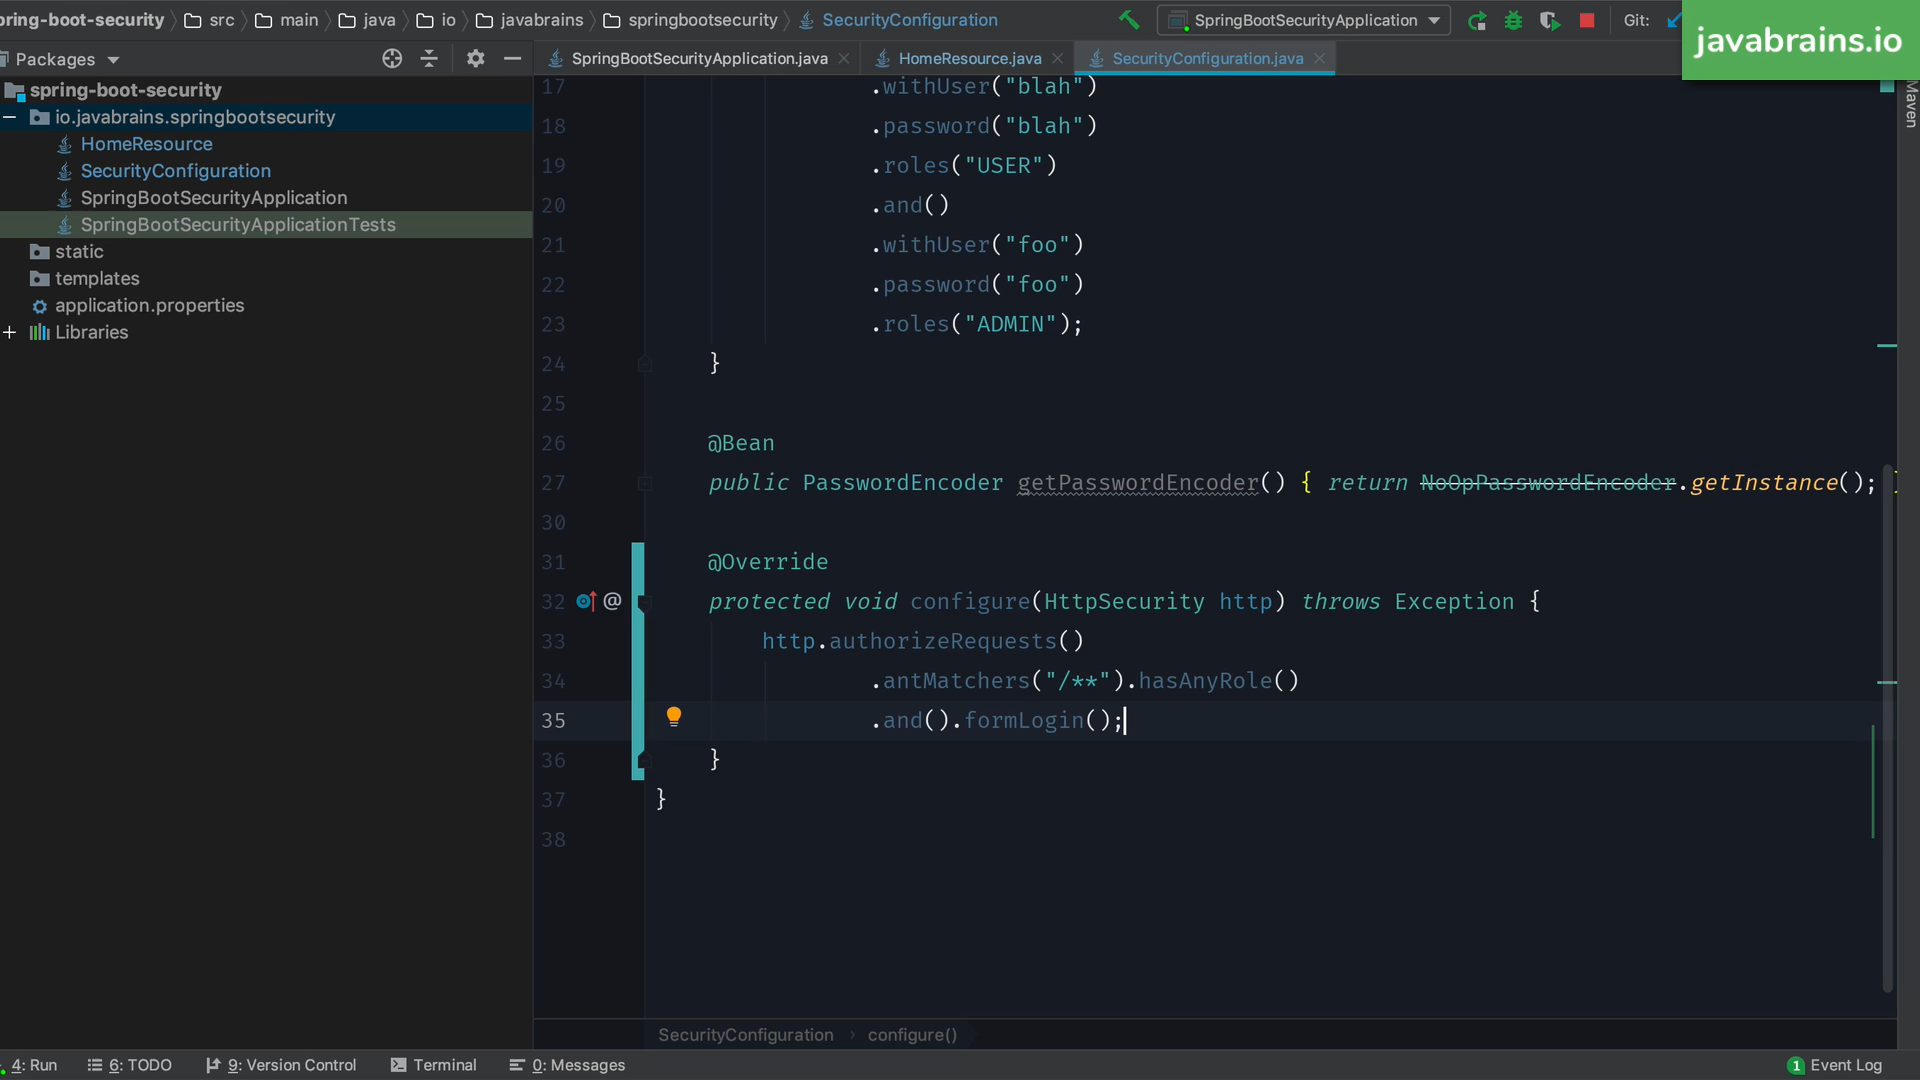 pring-boot-security src main java io javabrains springbootsecurity SecurityConfiguration SpringBootSecurityApplication Git:
javabrains.io
Packages
SpringBootSecurityApplication.java HomeResource.java SecurityConfiguration.java
Maven
spring-boot-security
io.javabrains.springbootsecurity
HomeResource
SecurityConfiguration
SpringBootSecurityApplication
SpringBootSecurityApplicationTests
static
templates
application.properties
Libraries
17 .withUser("blah")
18 .password("blah")
19 .roles("USER")
20 .and()
21 .withUser("foo")
22 .password("foo")
23 .roles("ADMIN");
24 }
25
26 @Bean
27 public PasswordEncoder getPasswordEncoder() { return NoOpPasswordEncoder.getInstance(); }
30
31 @Override
32 @ protected void configure(HttpSecurity http) throws Exception {
33 http.authorizeRequests()
34 .antMatchers("/**").hasAnyRole()
35 .and().formLogin();
36 }
37 }
38
SecurityConfiguration › configure()
4: Run 6: TODO 9: Version Control Terminal 0: Messages 1 Event Log